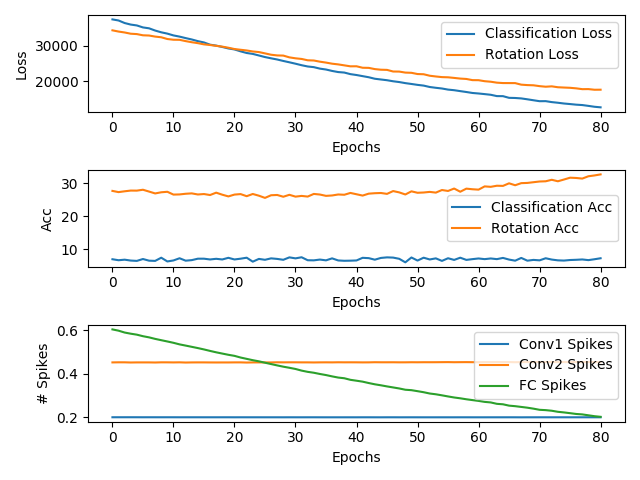 30000
20000
Loss
Classification Loss
Rotation Loss
0 10 20 30 40 50 60 70 80
Epochs
30
20
10
Acc
Classification Acc
Rotation Acc
0 10 20 30 40 50 60 70 80
Epochs
0.6
0.4
0.2
# Spikes
Conv1 Spikes
Conv2 Spikes
FC Spikes
0 10 20 30 40 50 60 70 80
Epochs